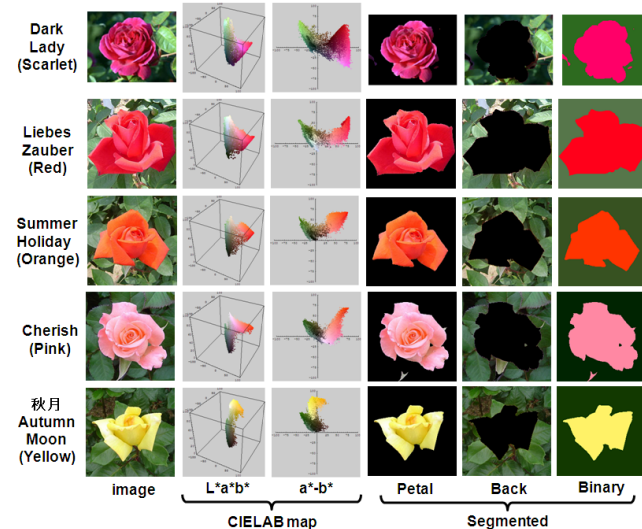 Dark
Lady
(Scarlet)
Liebes
Zauber
(Red)
Summer
Holiday
(Orange)
Cherish
(Pink)
秋月
Autumn
Moon
(Yellow)
image L*a*b* a*-b* Petal Back Binary
CIELAB map Segmented